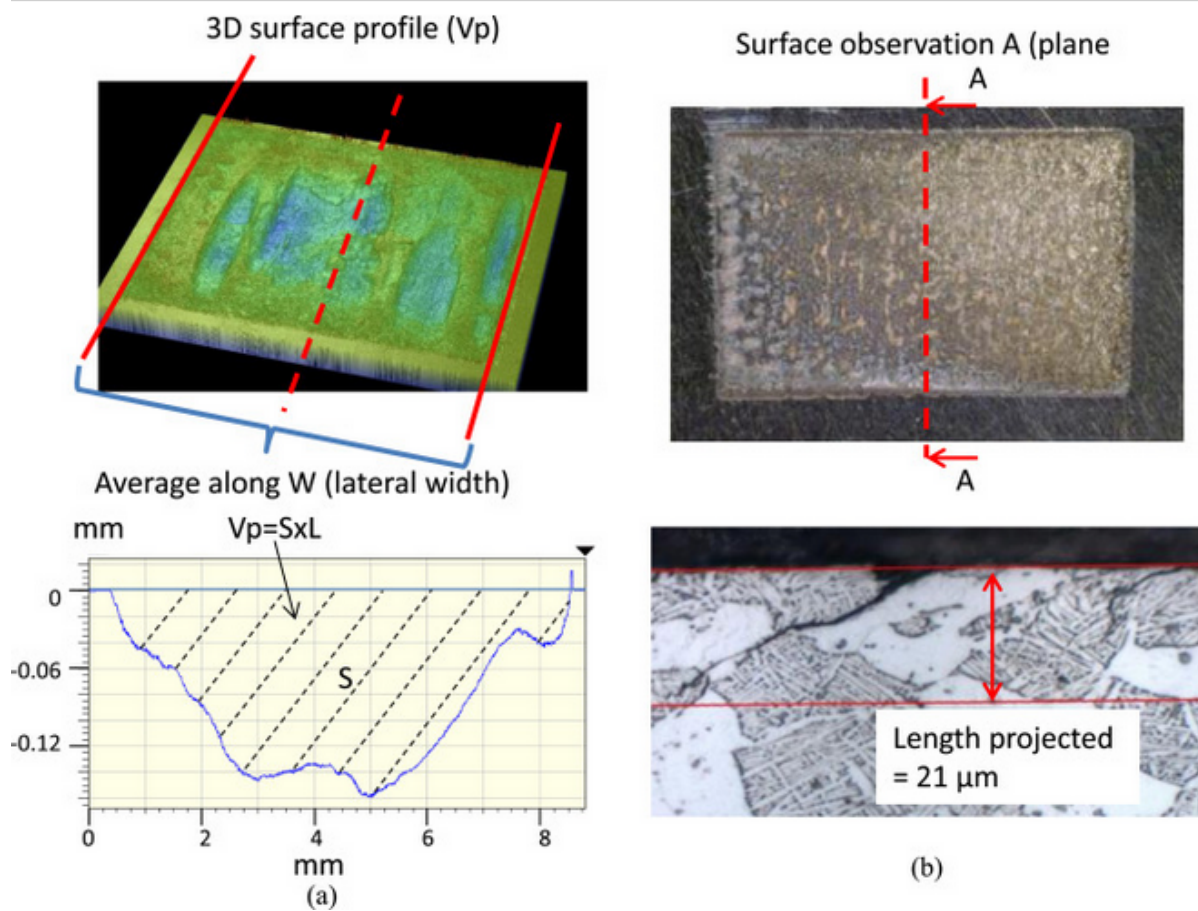 3D surface profile (Vp)
Average along W (lateral width)
mm
Vp=SxL
0
-0.06
-0.12
S
0 2 4 6 8
mm
(a)
Surface observation A (plane
A
A
Length projected
= 21 µm
(b)